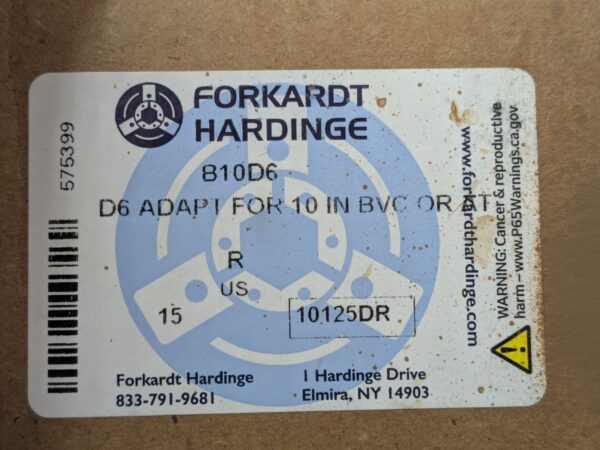 FORKARDT
HARDINGE
810D6
D6 ADAPT FOR 10 IN BVC OR AT
R
US
15
10125DR
Forkardt Hardinge
833-791-9681
1 Hardinge Drive
Elmira, NY 14903
575399
www.forkardthardinge.com
WARNING: Cancer & reproductive
harm – www.P65Warnings.ca.gov